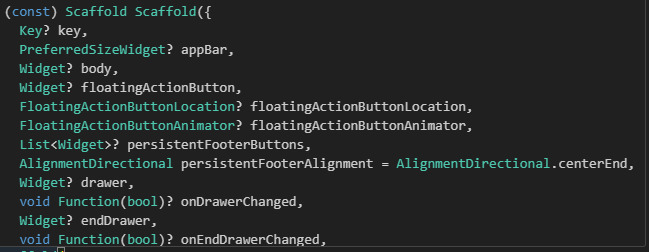 (const) Scaffold Scaffold({
  Key? key,
  PreferredSizeWidget? appBar,
  Widget? body,
  Widget? floatingActionButton,
  FloatingActionButtonLocation? floatingActionButtonLocation,
  FloatingActionButtonAnimator? floatingActionButtonAnimator,
  List<Widget>? persistentFooterButtons,
  AlignmentDirectional persistentFooterAlignment = AlignmentDirectional.centerEnd,
  Widget? drawer,
  void Function(bool)? onDrawerChanged,
  Widget? endDrawer,
  void Function(bool)? onEndDrawerChanged,